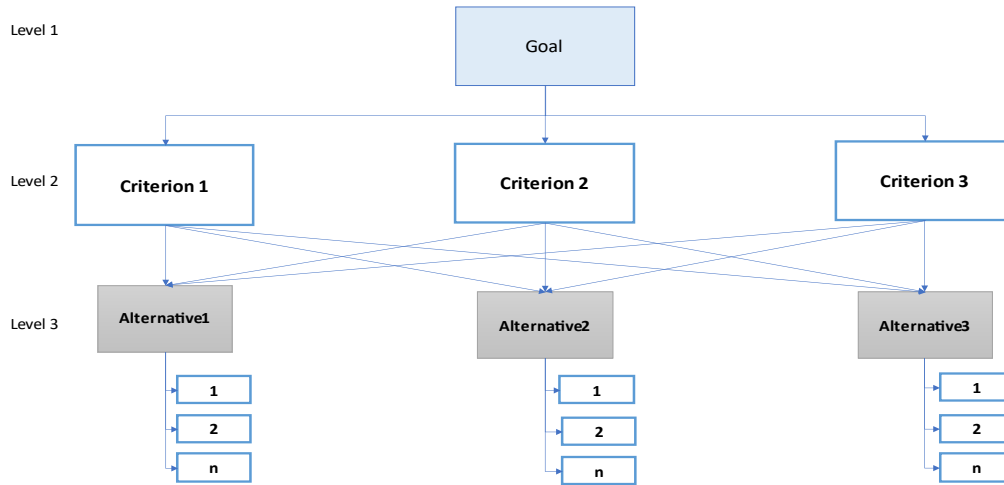 Level 1
Goal
Level 2
Criterion 1
Criterion 2
Criterion 3
Level 3
Alternative1
Alternative2
Alternative3
1
1
1
2
2
2
n
n
n